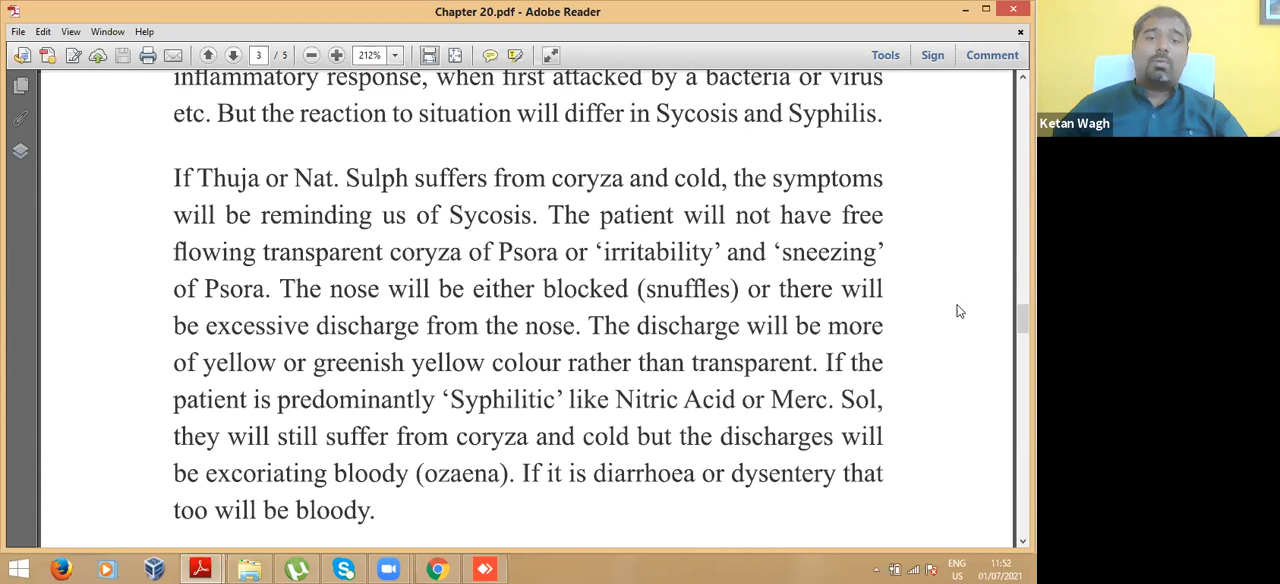 Chapter 20.pdf - Adobe Reader
File Edit View Window Help
3 / 5 212% Tools Sign Comment
inflammatory response, when first attacked by a bacteria or virus
etc. But the reaction to situation will differ in Sycosis and Syphilis.
If Thuja or Nat. Sulph suffers from coryza and cold, the symptoms
will be reminding us of Sycosis. The patient will not have free
flowing transparent coryza of Psora or ‘irritability’ and ‘sneezing’
of Psora. The nose will be either blocked (snuffles) or there will
be excessive discharge from the nose. The discharge will be more
of yellow or greenish yellow colour rather than transparent. If the
patient is predominantly ‘Syphilitic’ like Nitric Acid or Merc. Sol,
they will still suffer from coryza and cold but the discharges will
be excoriating bloody (ozaena). If it is diarrhoea or dysentery that
too will be bloody.
Ketan Wagh
ENG 11:52
US 01/07/2021